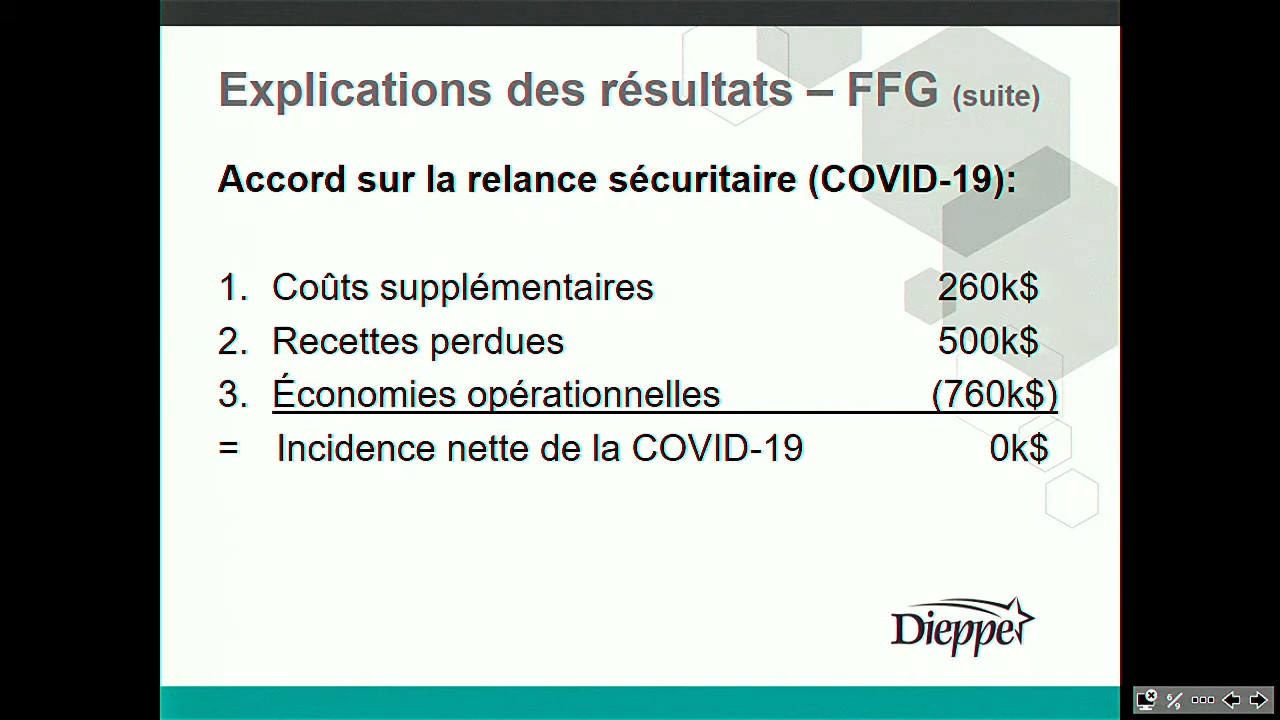 Explications des résultats – FFG (suite)
Accord sur la relance sécuritaire (COVID-19):
1. Coûts supplémentaires 260k$
2. Recettes perdues 500k$
3. Économies opérationnelles (760k$)
= Incidence nette de la COVID-19 0k$
Dieppe